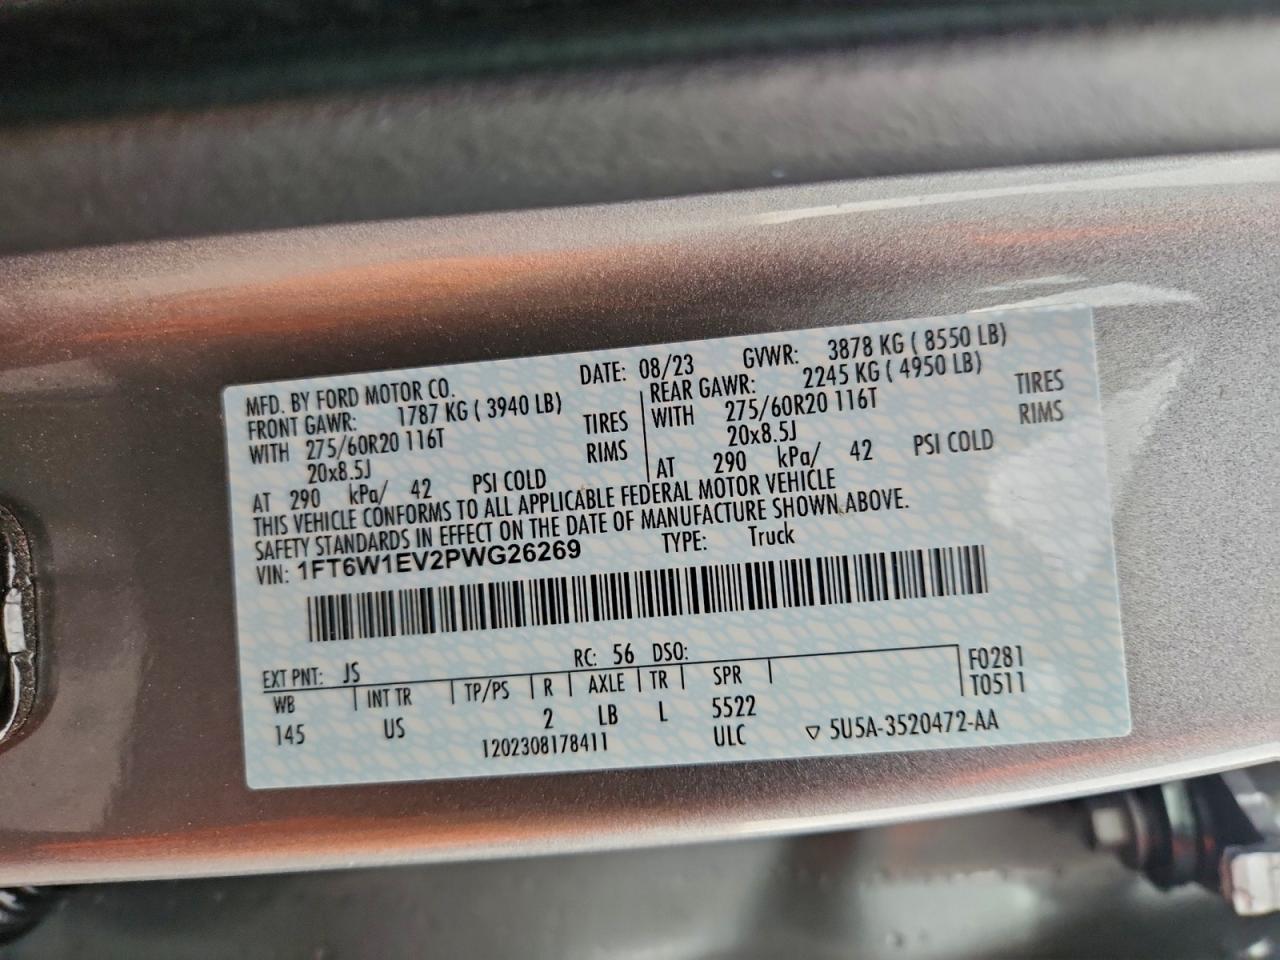 MFD. BY FORD MOTOR CO. DATE: 08/23 GVWR: 3878 KG ( 8550 LB)
FRONT GAWR: 1787 KG ( 3940 LB) REAR GAWR: 2245 KG ( 4950 LB)
WITH 275/60R20 116T TIRES WITH 275/60R20 116T TIRES
20x8.5J RIMS 20x8.5J RIMS
AT 290 kPa/ 42 PSI COLD AT 290 kPa/ 42 PSI COLD
THIS VEHICLE CONFORMS TO ALL APPLICABLE FEDERAL MOTOR VEHICLE
SAFETY STANDARDS IN EFFECT ON THE DATE OF MANUFACTURE SHOWN ABOVE.
VIN: 1FT6W1EV2PWG26269 TYPE: Truck
EXT PNT: JS RC: 56 DSO: F0281
WB INT TR TP/PS R AXLE TR SPR T0511
145 US 2 LB L 5522
1202308178411 ULC ▽ 5U5A-3520472-AA